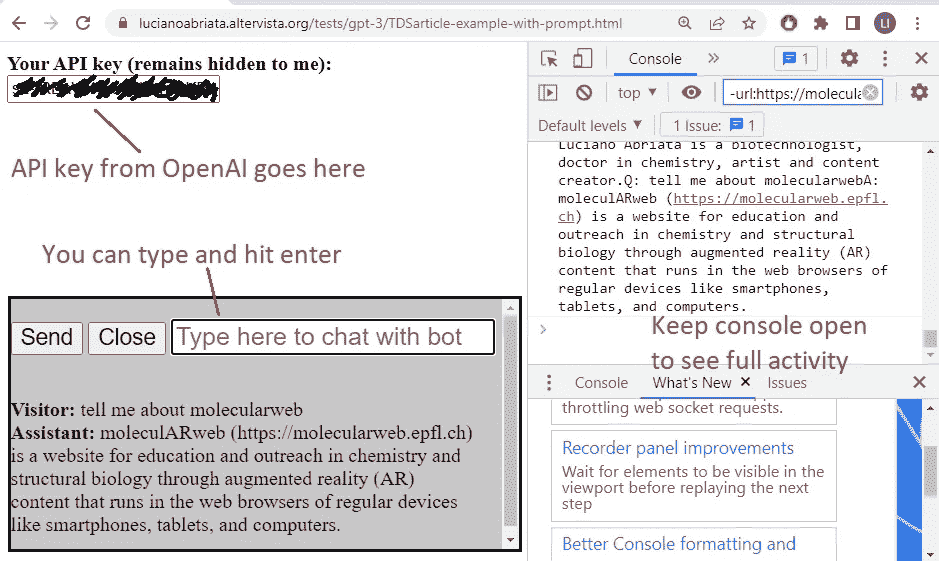 lucianoabriata.altervista.org/tests/gpt-3/TDSarticle-example-with-prompt.html
LI
Your API key (remains hidden to me):
API key from OpenAI goes here
You can type and hit enter
Send Close Type here to chat with bot
Visitor: tell me about molecularweb
Assistant: moleculARweb (https://molecularweb.epfl.ch)
is a website for education and outreach in chemistry and
structural biology through augmented reality (AR)
content that runs in the web browsers of regular devices
like smartphones, tablets, and computers.
Console » 1
top ▼ -url:https://molecula
Default levels ▼ 1 Issue: 1
Luciano Abriata is a biotechnologist,
doctor in chemistry, artist and content
creator.Q: tell me about molecularwebA:
moleculARweb (https://molecularweb.epfl.
ch) is a website for education and
outreach in chemistry and structural
biology through augmented reality (AR)
content that runs in the web browsers of
regular devices like smartphones,
tablets, and computers.
Keep console open
to see full activity
Console What's New × Issues
throttling web socket requests.
Recorder panel improvements
Wait for elements to be visible in the
viewport before replaying the next
step
Better Console formatting and